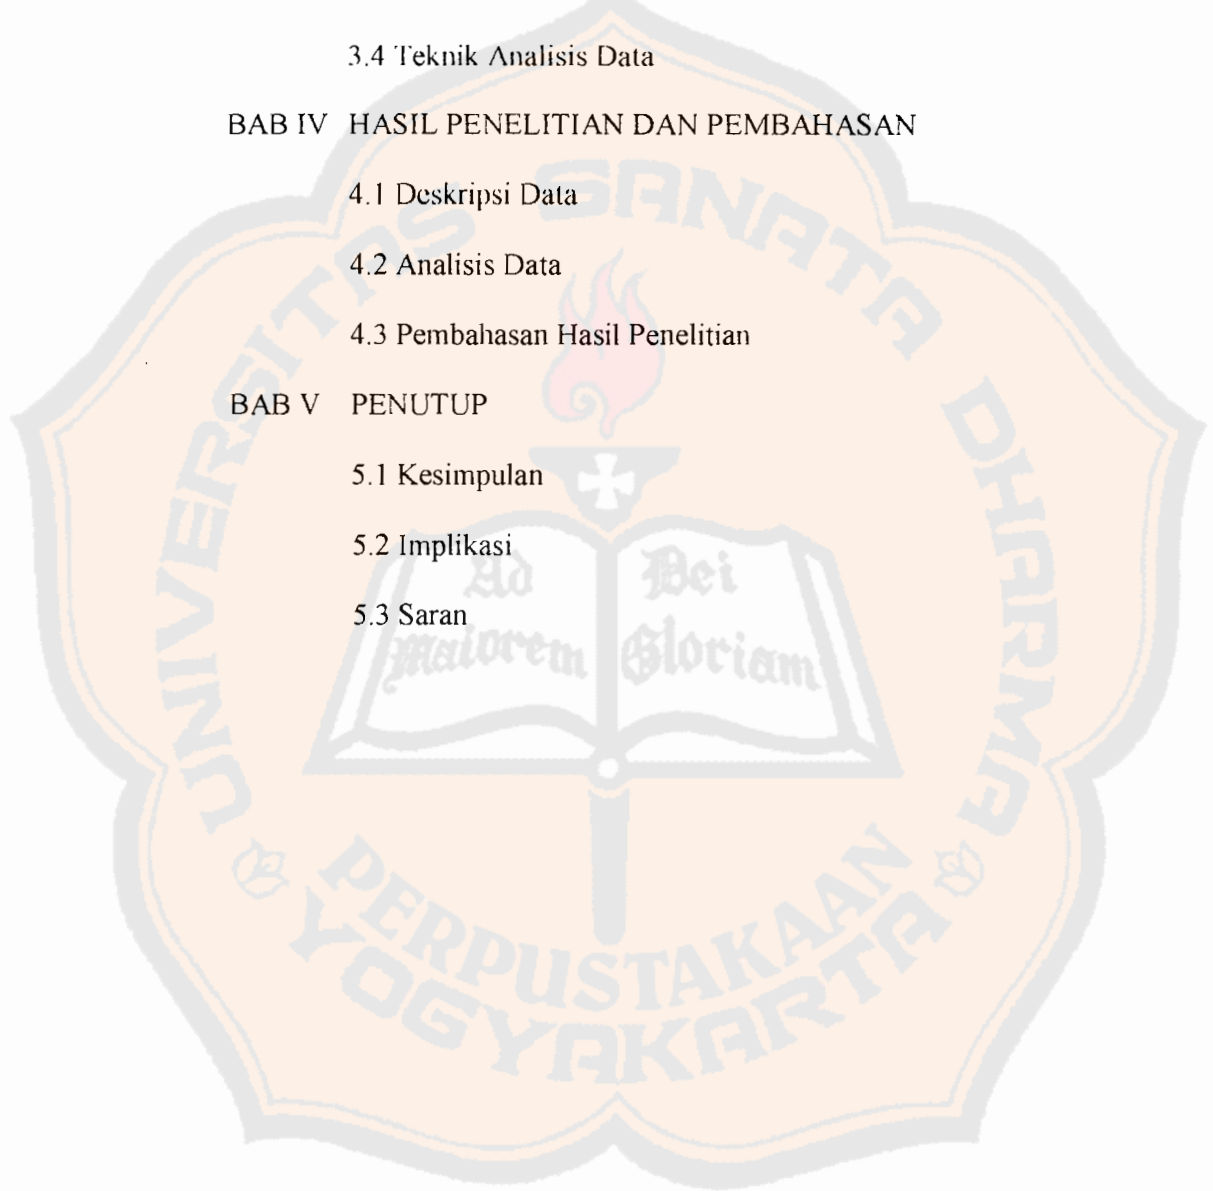 3.4 Teknik Analisis Data
BAB IV HASIL PENELITIAN DAN PEMBAHASAN
4.1 Deskripsi Data
4.2 Analisis Data
4.3 Pembahasan Hasil Penelitian
BAB V PENUTUP
5.1 Kesimpulan
5.2 Implikasi
5.3 Saran
UNIVERSITAS SANATA DHARMA
Ad Dei
maiorem Gloriam
PERPUSTAKAAN
YOGYAKARTA